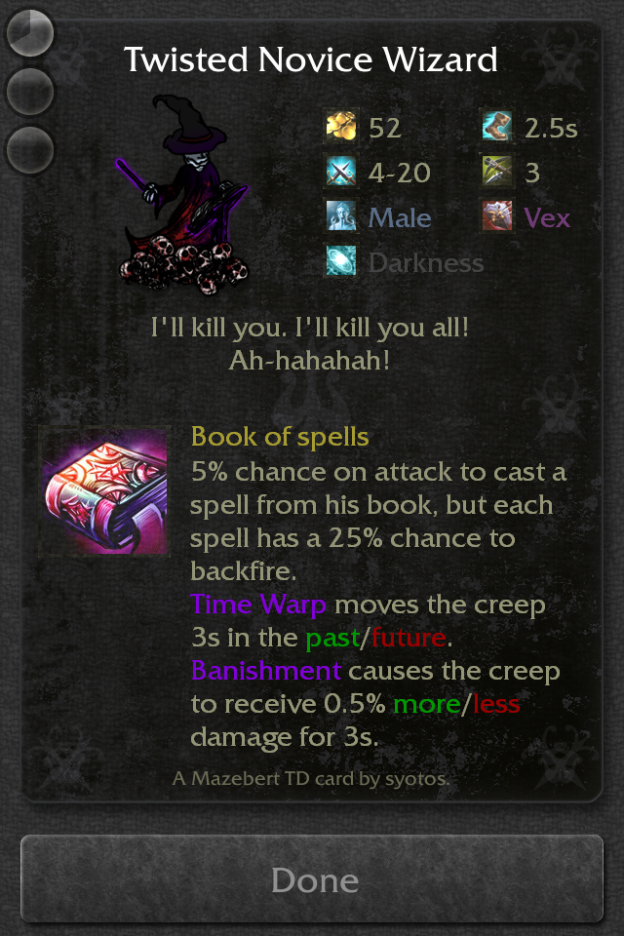 Twisted Novice Wizard
52
2.5s
4-20
3
Male
Vex
Darkness
I'll kill you. I'll kill you all!
Ah-hahahah!
Book of spells
5% chance on attack to cast a
spell from his book, but each
spell has a 25% chance to
backfire.
Time Warp moves the creep
3s in the past/future.
Banishment causes the creep
to receive 0.5% more/less
damage for 3s.
A Mazebert TD card by syotos.
Done